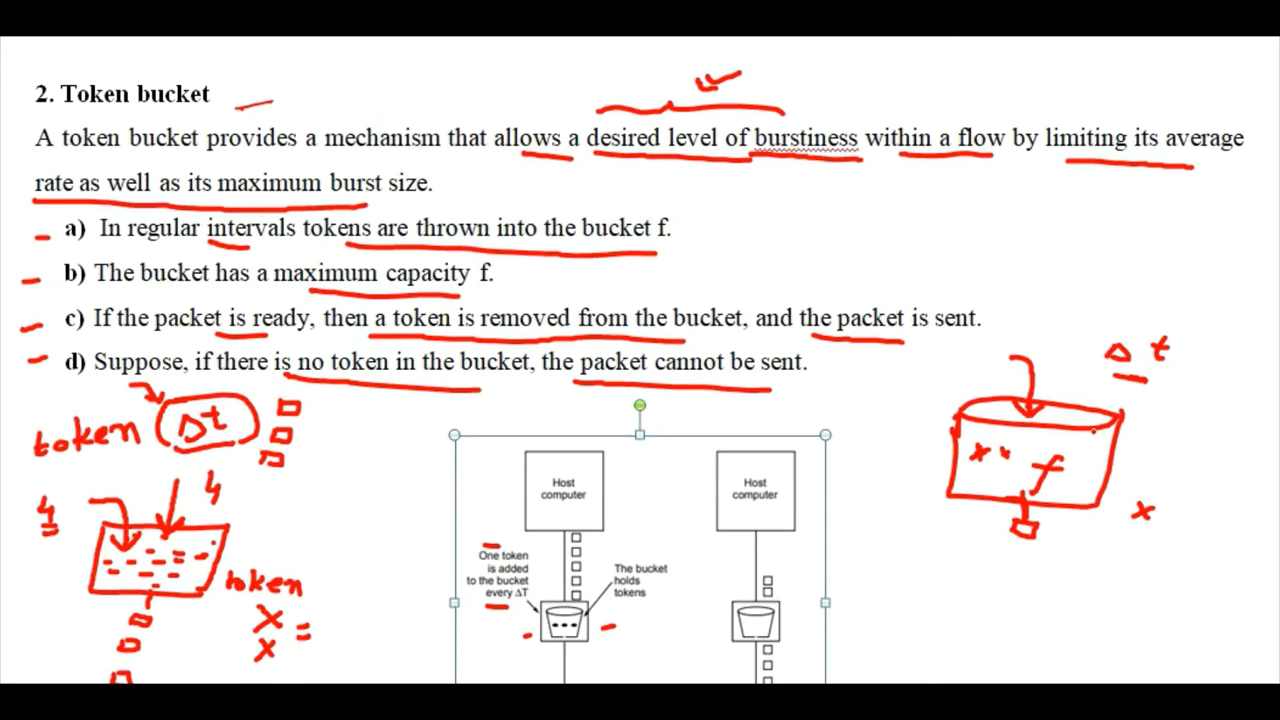 2. Token bucket
A token bucket provides a mechanism that allows a desired level of burstiness within a flow by limiting its average
rate as well as its maximum burst size.
a) In regular intervals tokens are thrown into the bucket f.
b) The bucket has a maximum capacity f.
c) If the packet is ready, then a token is removed from the bucket, and the packet is sent.
d) Suppose, if there is no token in the bucket, the packet cannot be sent.
Δt
token Δt
f
x
4
4
token
x =
x
Host
computer
Host
computer
One token
is added
to the bucket
every ΔT
The bucket
holds
tokens